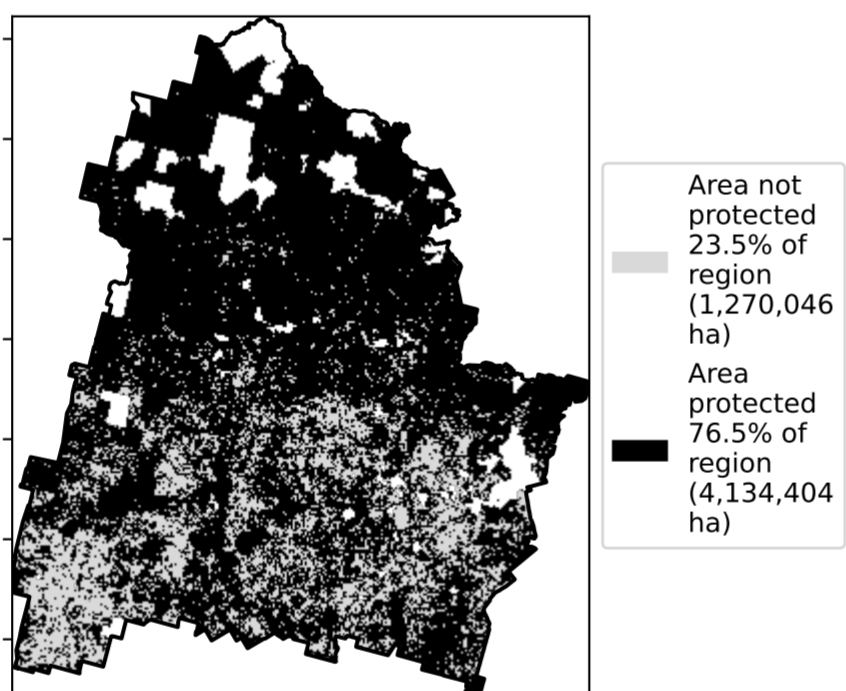 Area not
protected
23.5% of
region
(1,270,046
ha)
Area
protected
76.5% of
region
(4,134,404
ha)